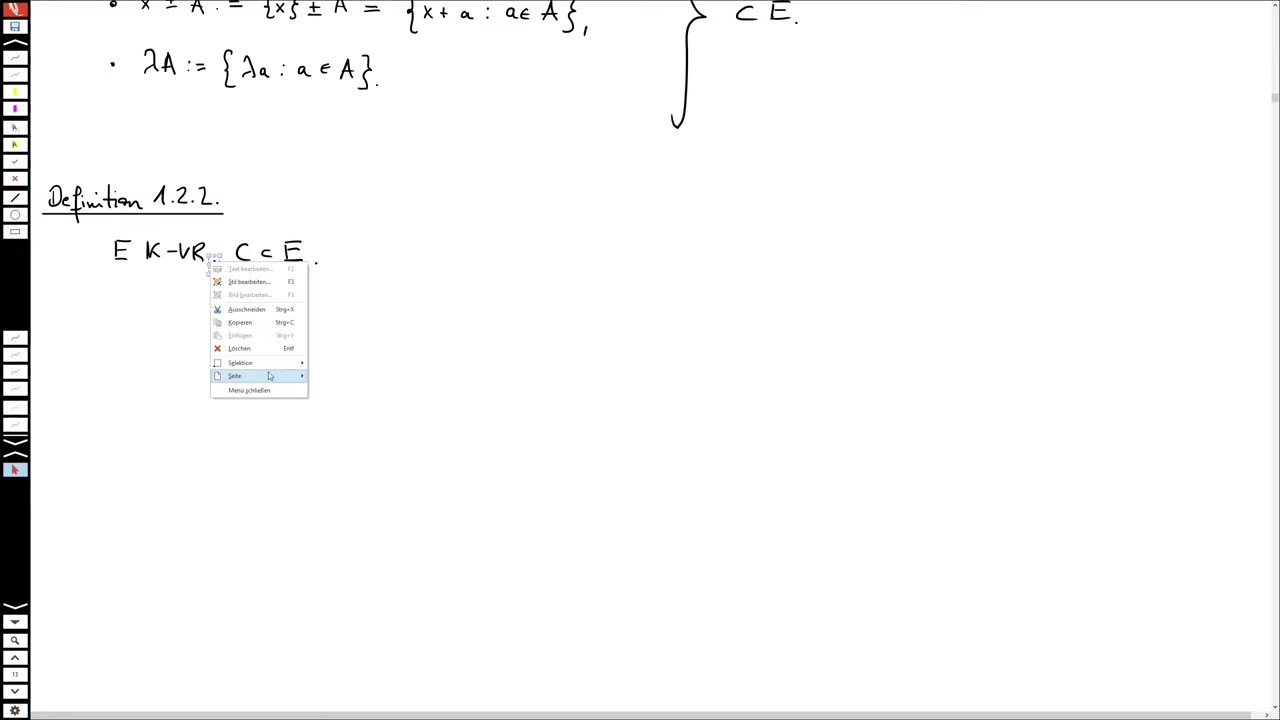 • x ± A := {x} ± A = {x + a : a ∈ A},
⊂ E.
• λA := {λa : a ∈ A}.
Definition 1.2.2.
E K-VR, C ⊂ E.
Text bearbeiten... F2
Stil bearbeiten... F3
Bild bearbeiten... F3
Ausschneiden Strg+X
Kopieren Strg+C
Einfügen Strg+V
Löschen Entf
Selektion
Seite
Menü schließen
13